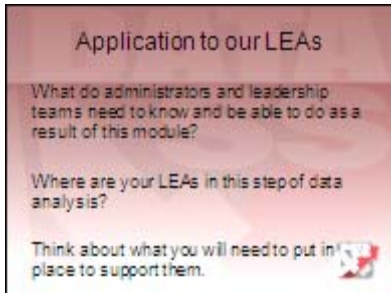 Application to our LEAs
What do administrators and leadership
teams need to know and be able to do as a
result of this module?
Where are your LEAs in this step of data
analysis?
Think about what you will need to put in
place to support them.